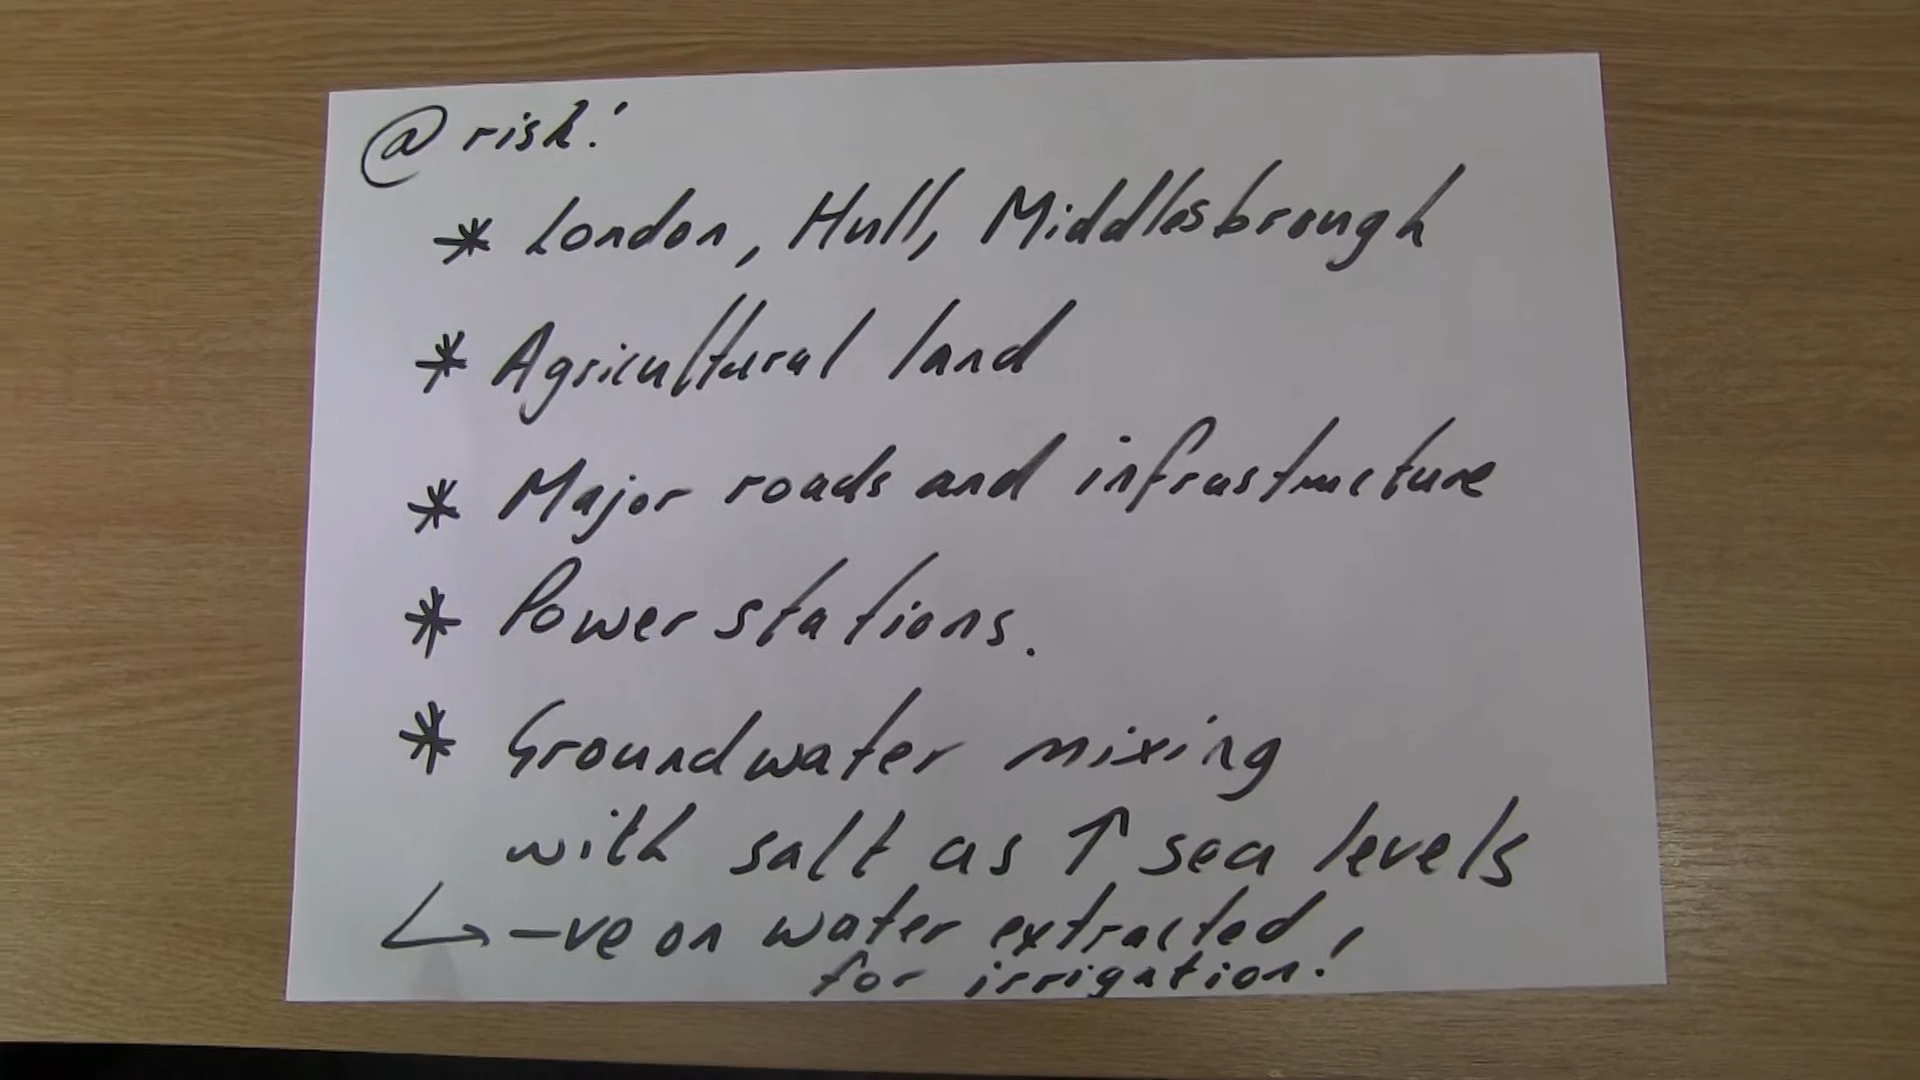 @ risk:
* London, Hull, Middlesbrough
* Agricultural land
* Major roads and infrastructure
* Power stations.
* Groundwater mixing
with salt as ↑ sea levels
↳ -ve on water extracted
for irrigation!